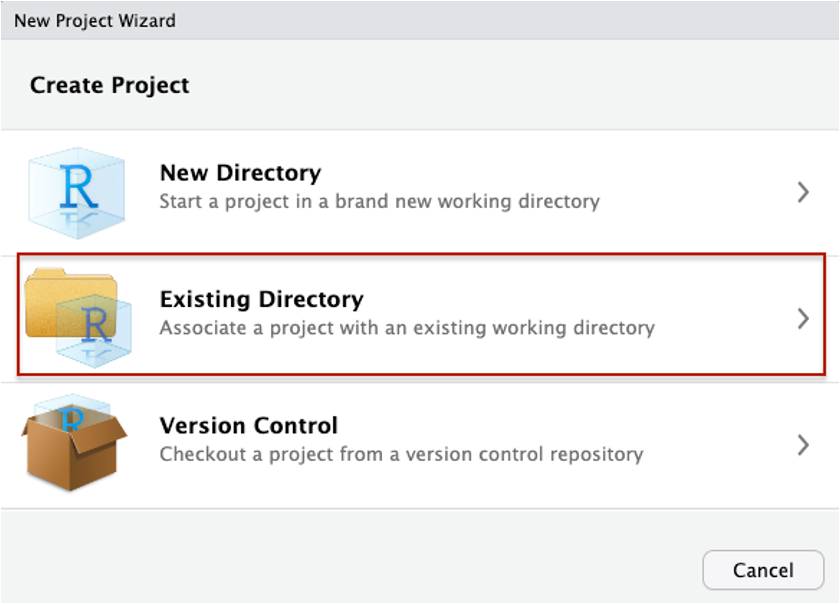 New Project Wizard
Create Project
R
New Directory
Start a project in a brand new working directory
R
Existing Directory
Associate a project with an existing working directory
R
Version Control
Checkout a project from a version control repository
Cancel